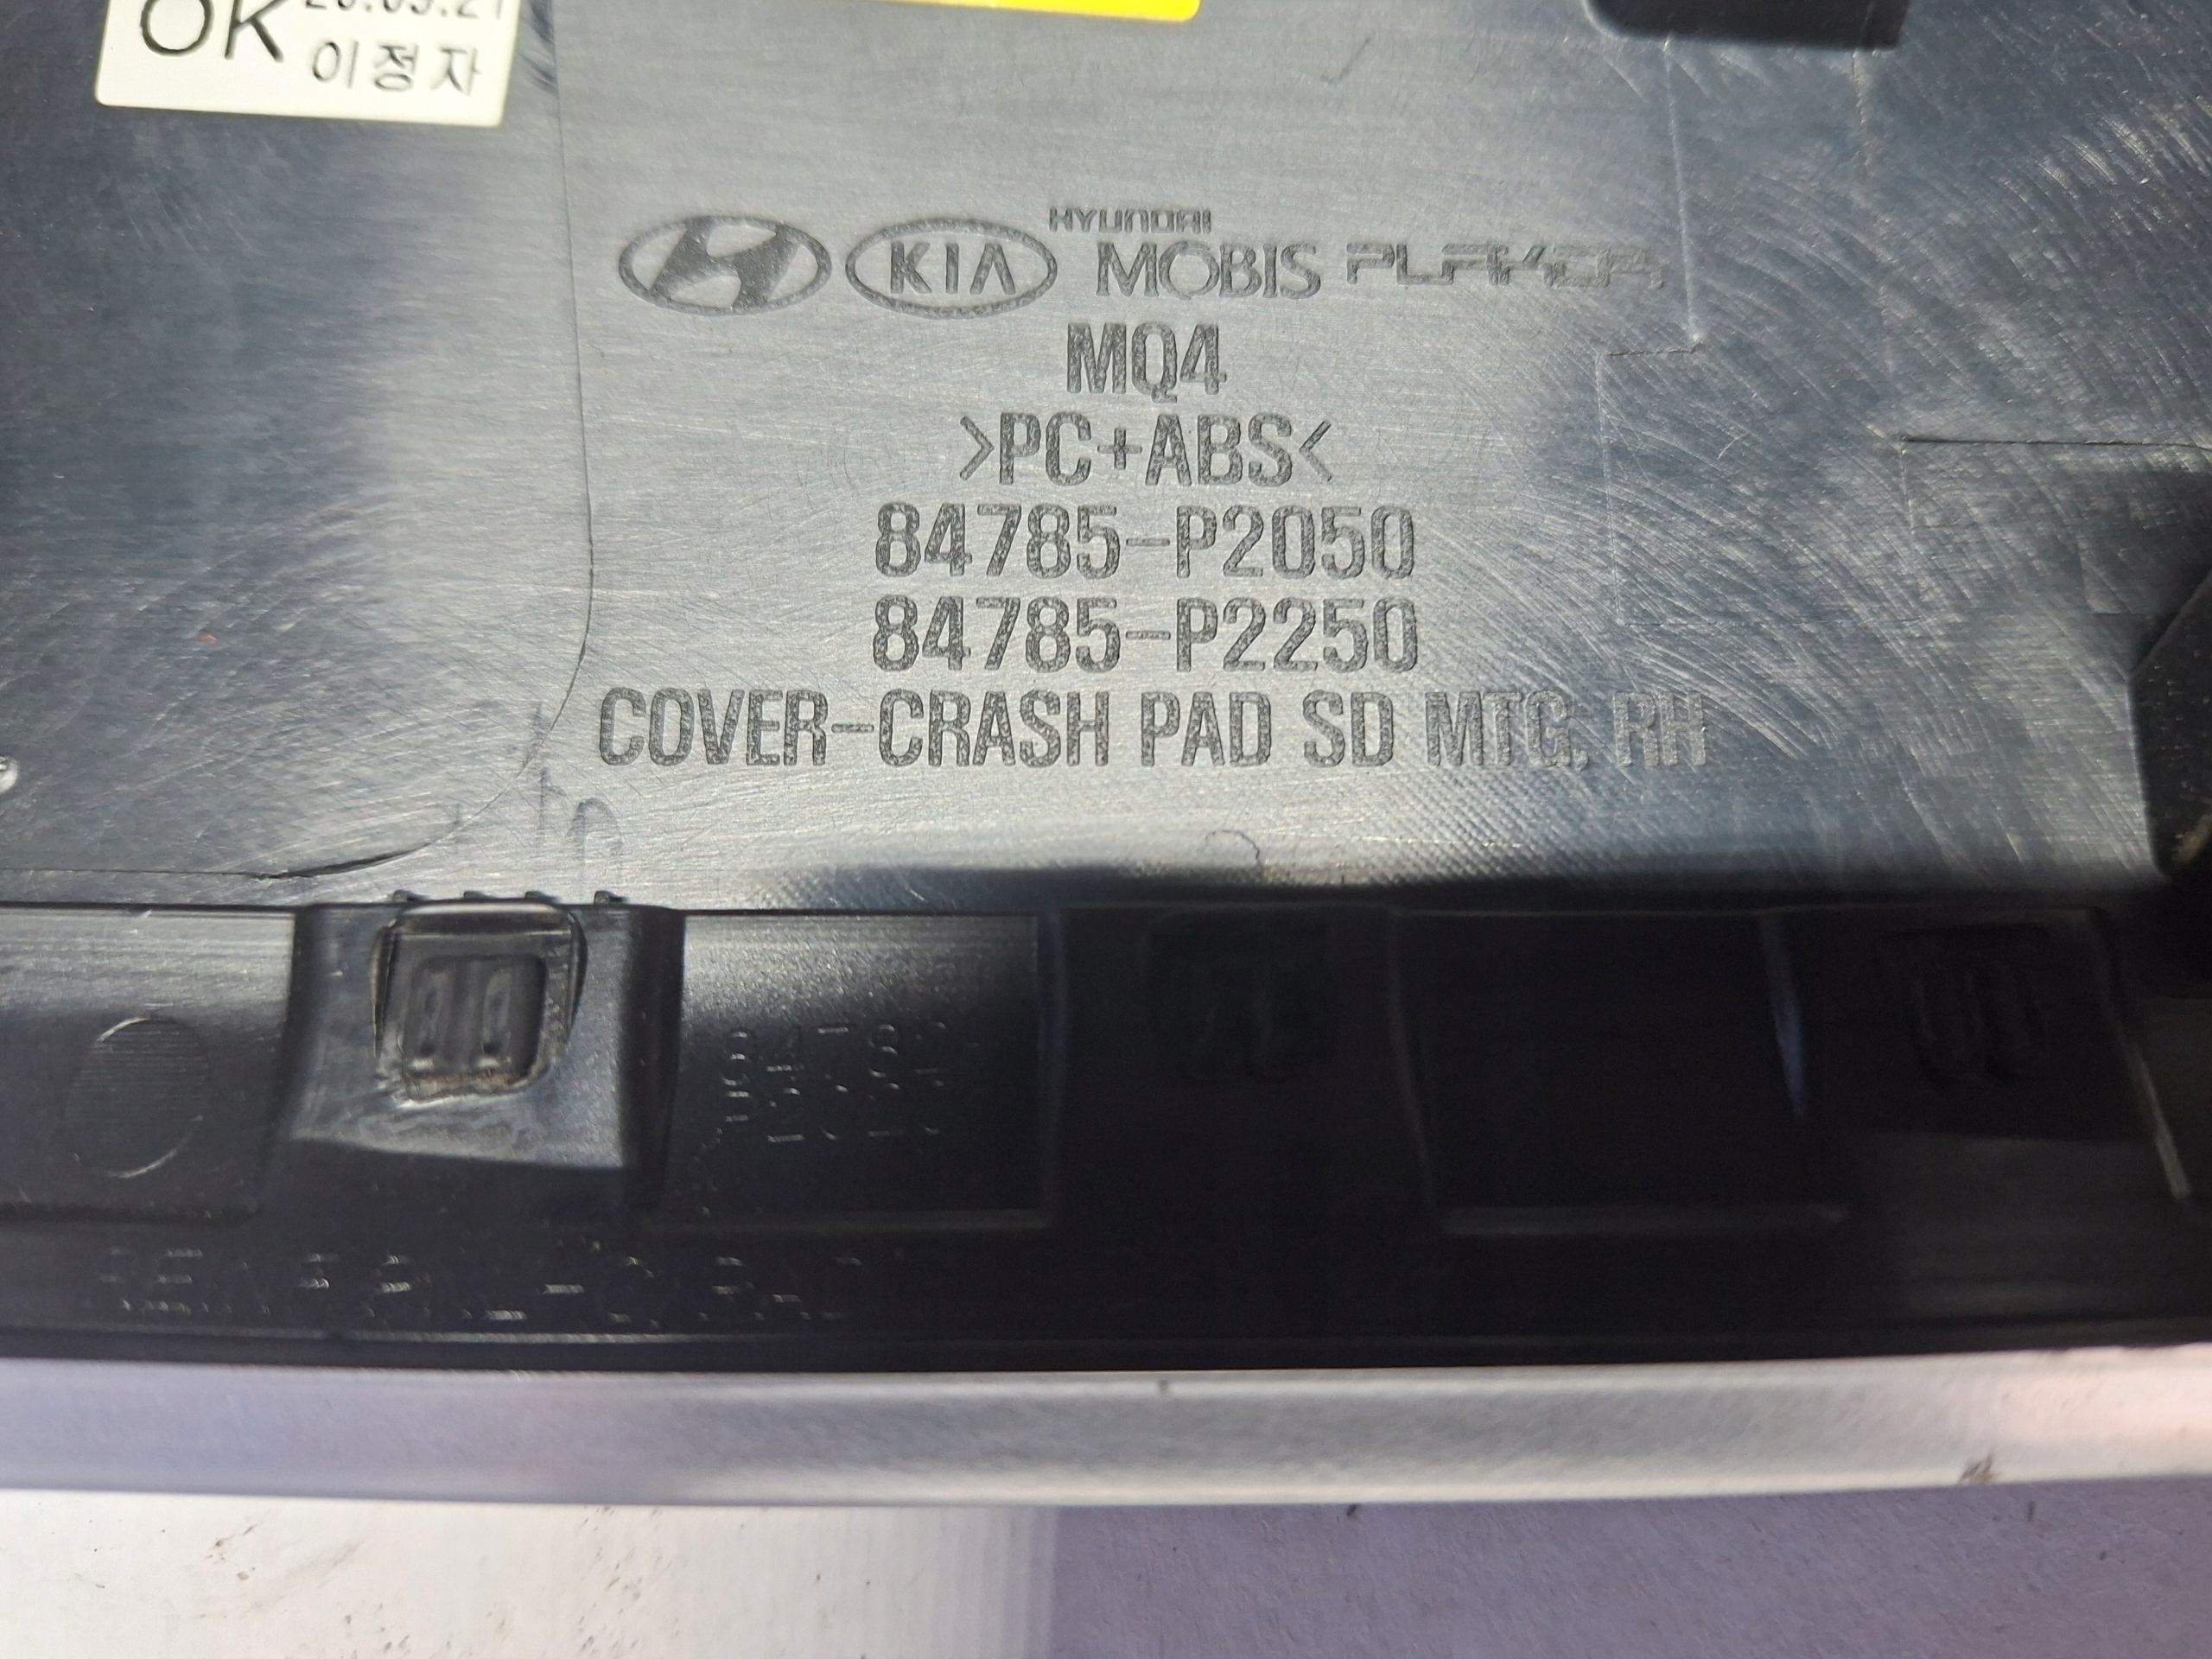 OK
이정자
HYUNDAI
KIA MOBIS PLAKOR
MQ4
>PC+ABS<
84785-P2050
84785-P2250
COVER-CRASH PAD SD MTG, RH